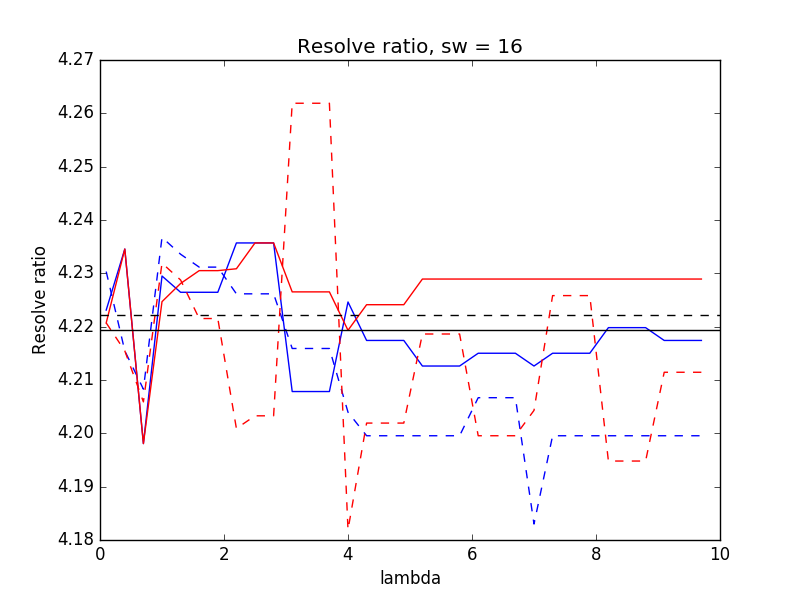 Resolve ratio, sw = 16
4.27
4.26
4.25
4.24
4.23
4.22
4.21
4.20
4.19
4.18
Resolve ratio
0 2 4 6 8 10
lambda